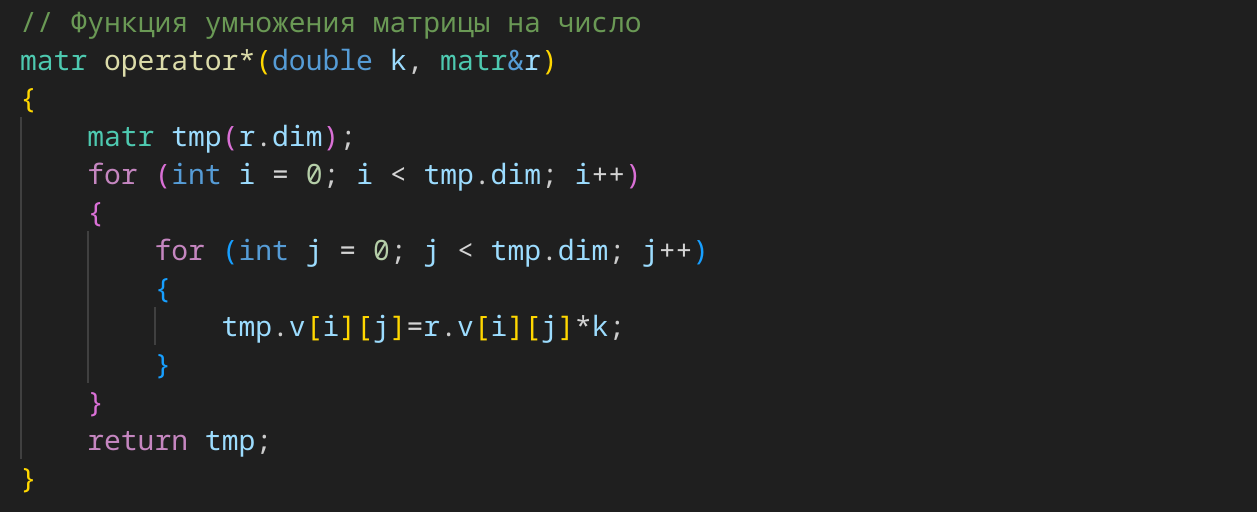 // Функция умножения матрицы на число
matr operator*(double k, matr&r)
{
    matr tmp(r.dim);
    for (int i = 0; i < tmp.dim; i++)
    {
        for (int j = 0; j < tmp.dim; j++)
        {
            tmp.v[i][j]=r.v[i][j]*k;
        }
    }
    return tmp;
}